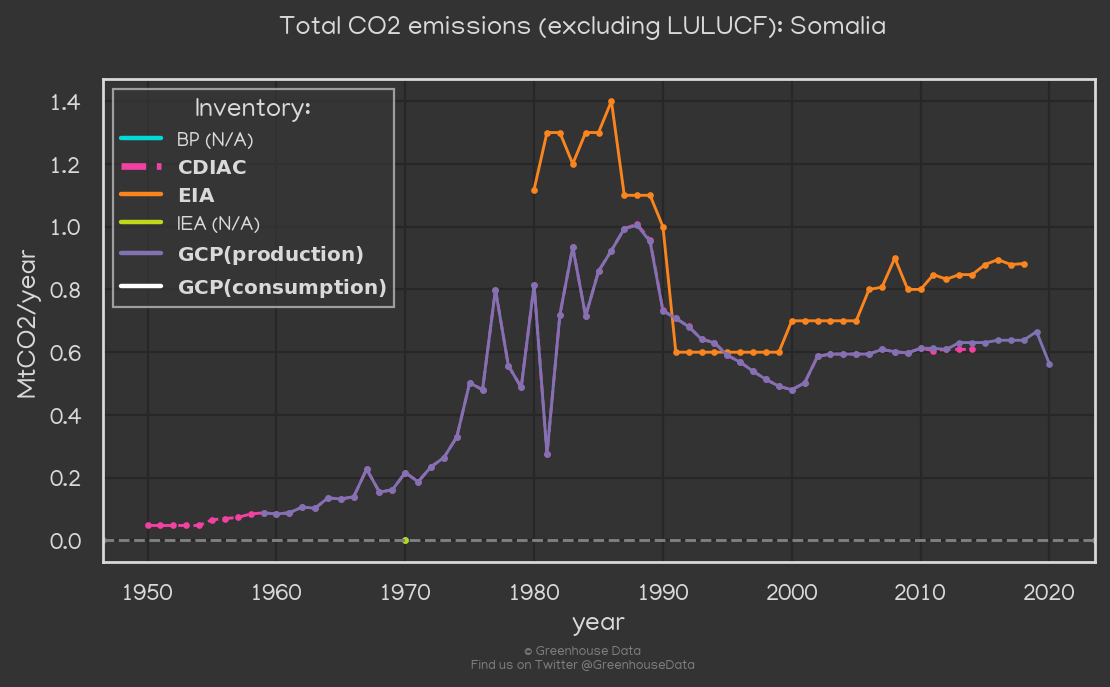 Total CO2 emissions (excluding LULUCF): Somalia
Inventory:
BP (N/A)
CDIAC
EIA
IEA (N/A)
GCP(production)
GCP(consumption)
MtCO2/year
1.4
1.2
1.0
0.8
0.6
0.4
0.2
0.0
1950 1960 1970 1980 1990 2000 2010 2020
year
© Greenhouse Data
Find us on Twitter @GreenhouseData